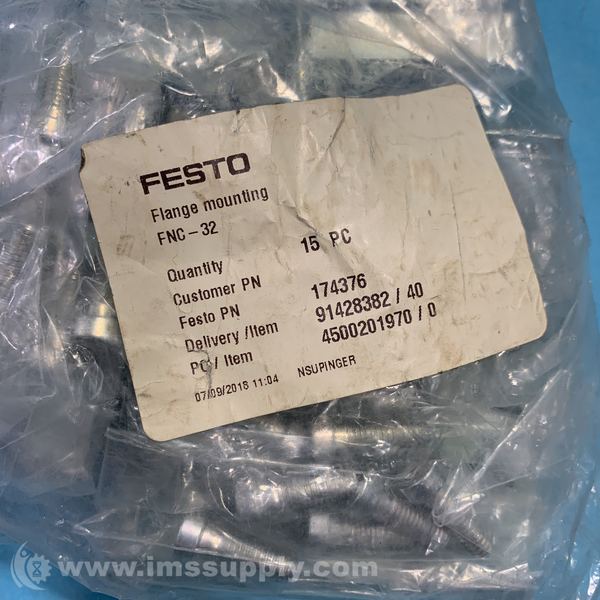 FESTO
Flange mounting
FNC-32
Quantity 15 PC
Customer PN
Festo PN 174376
Delivery /Item 91428382 / 40
PO / Item 4500201970 / 0
07/09/2018 11:04 NSUPINGER
www.imssupply.com